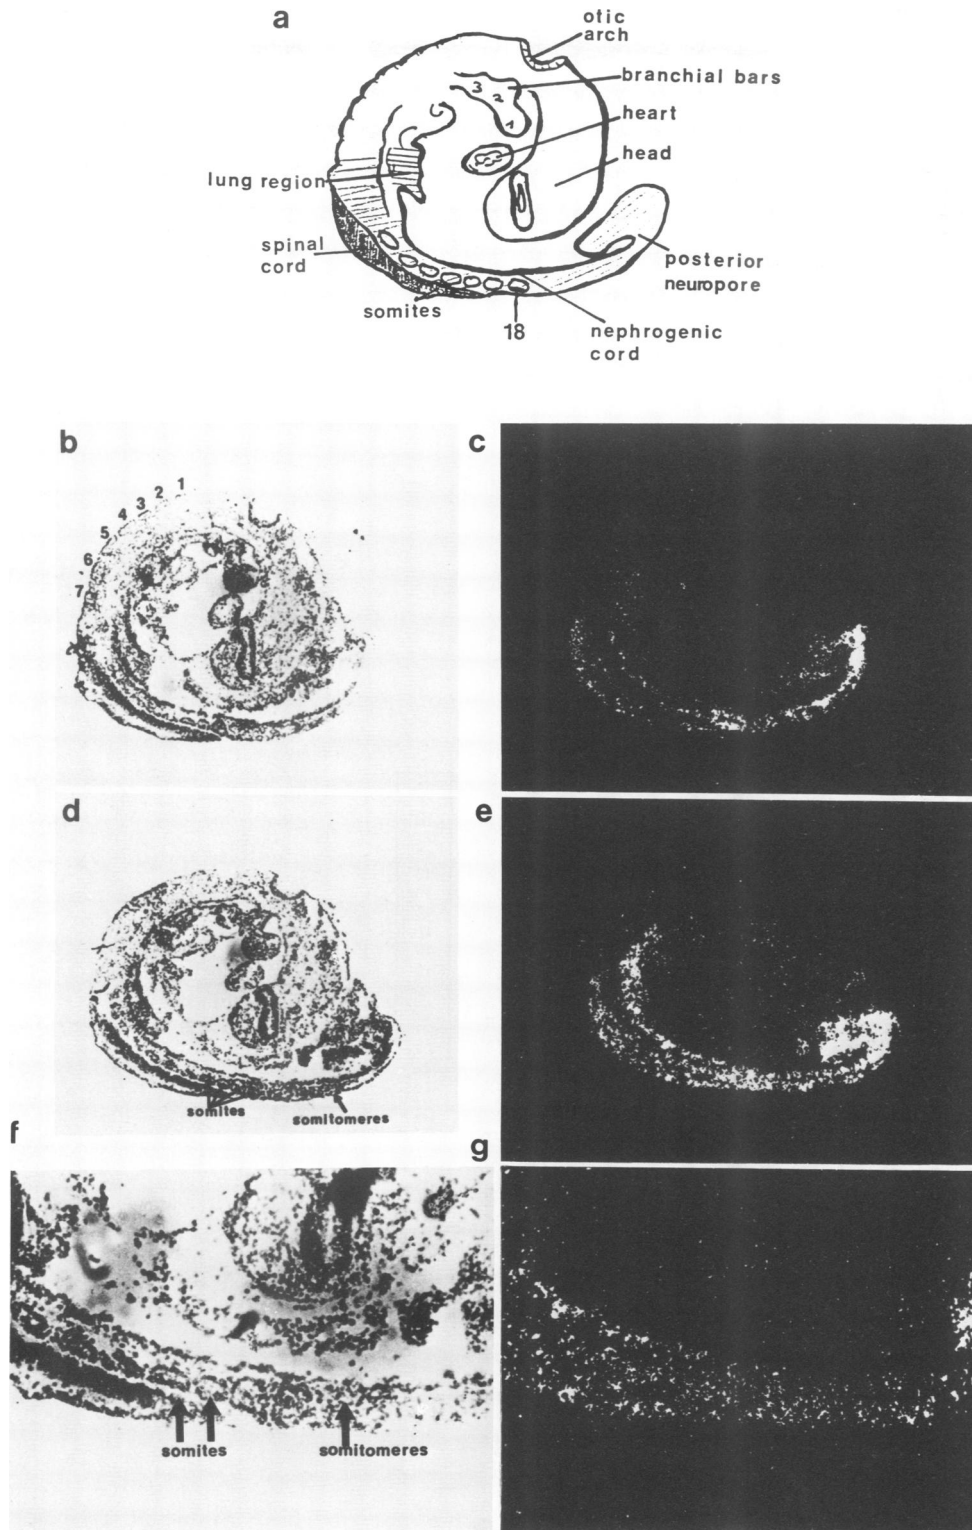 a
otic
arch
branchial bars
3
2
1
heart
head
lung region
spinal
cord
posterior
neuropore
somites
18
nephrogenic
cord
b
c
1
2
3
4
5
6
7
d
e
somites
somitomeres
f
g
somites
somitomeres